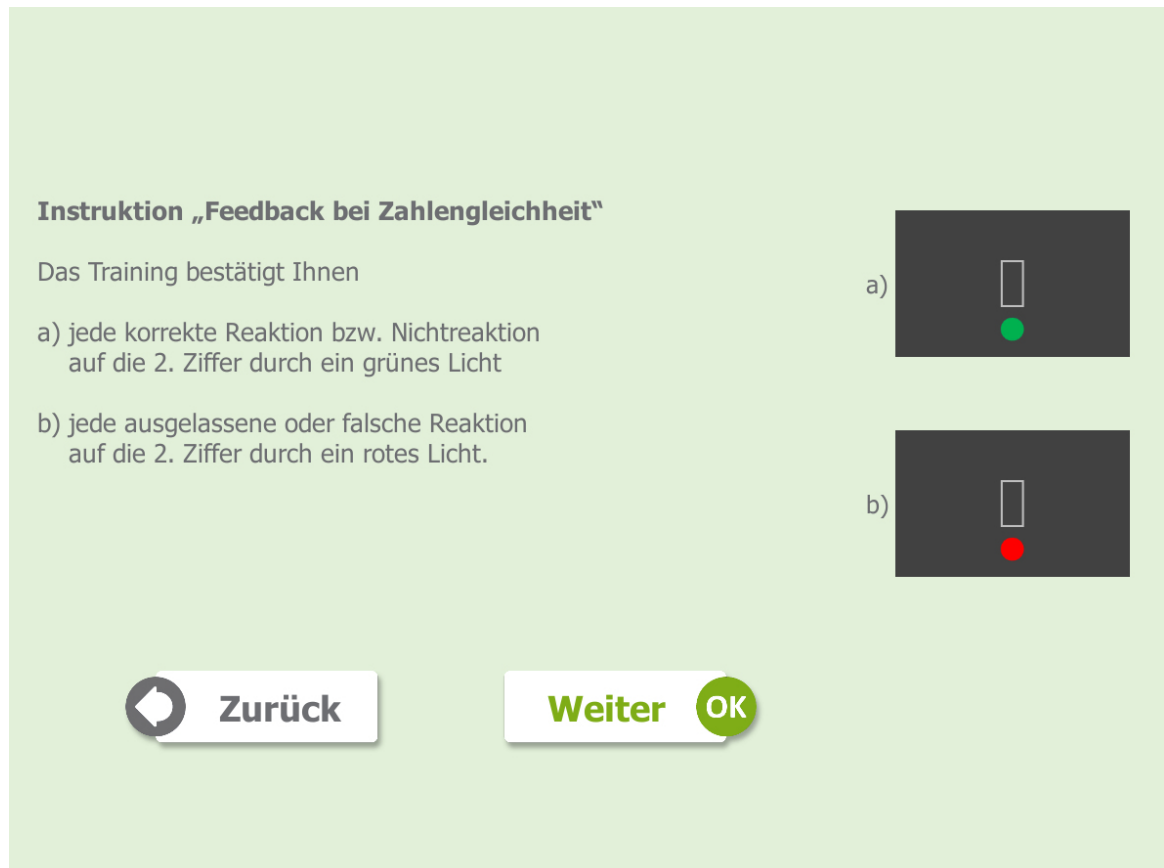 Instruktion „Feedback bei Zahlengleichheit“
Das Training bestätigt Ihnen
a) jede korrekte Reaktion bzw. Nichtreaktion
auf die 2. Ziffer durch ein grünes Licht
b) jede ausgelassene oder falsche Reaktion
auf die 2. Ziffer durch ein rotes Licht.
a)
b)
Zurück
Weiter OK